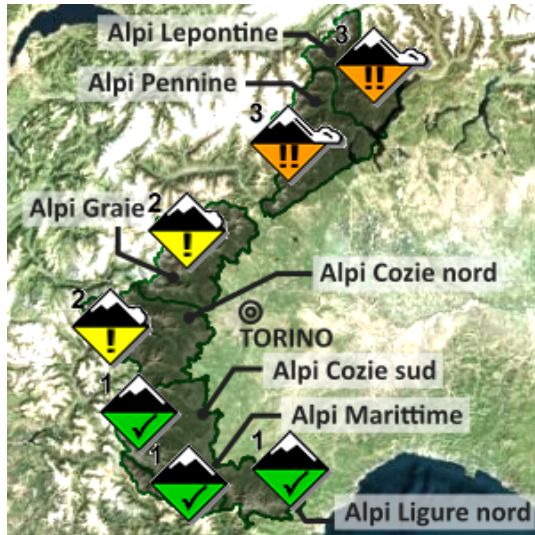 Alpi Lepontine
3
!!
Alpi Pennine
3
!!
Alpi Graie
2
!
Alpi Cozie nord
2
!
TORINO
Alpi Cozie sud
1
Alpi Marittime
1
1
Alpi Ligure nord